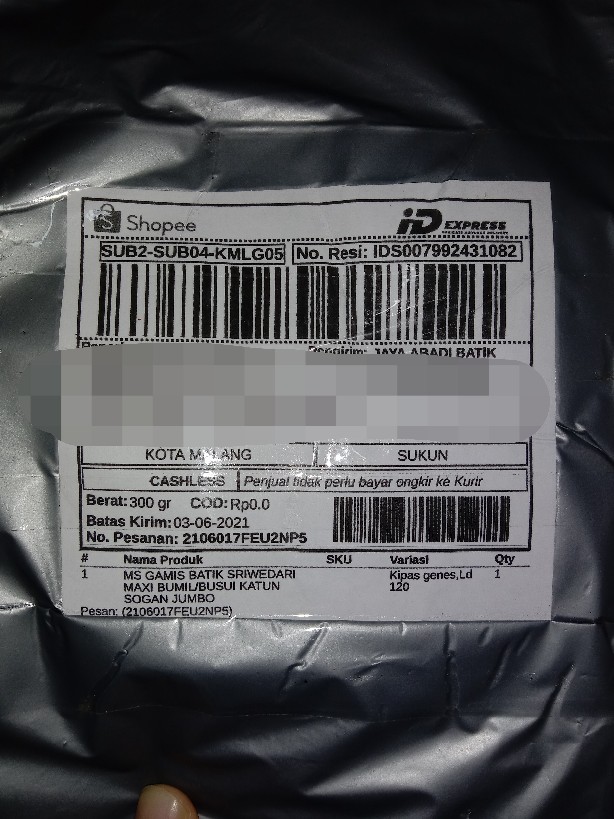 Shopee
iD EXPRESS
SUB2-SUB04-KMLG05
No. Resi: IDS007992431082
Pengirim: JAYA ABADI BATIK
KOTA MALANG
SUKUN
CASHLESS
Penjual tidak perlu bayar ongkir ke Kurir
Berat: 300 gr COD: Rp0.0
Batas Kirim: 03-06-2021
No. Pesanan: 2106017FEU2NP5
# Nama Produk SKU Variasi Qty
1 MS GAMIS BATIK SRIWEDARI Kipas genes,Ld 1
MAXI BUMIL/BUSUI KATUN 120
SOGAN JUMBO
Pesan: (2106017FEU2NP5)